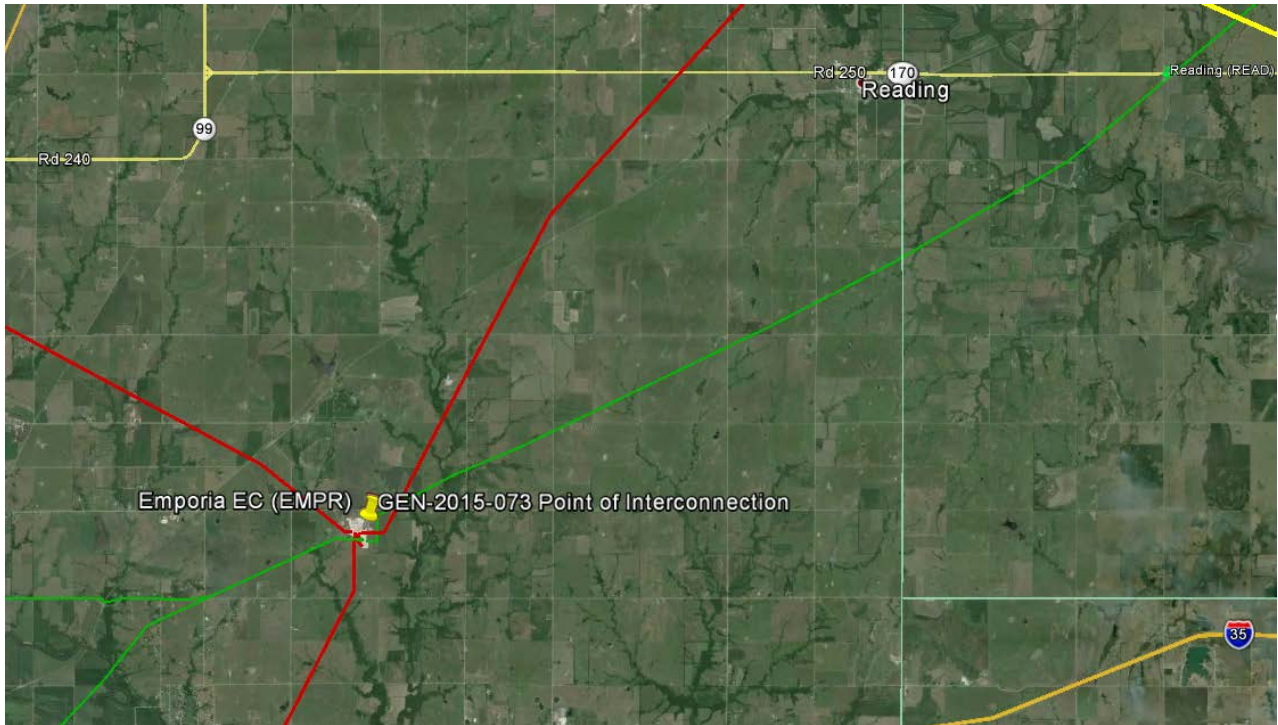 Rd 250
170
Reading (READ)
Reading
99
Rd 240
Emporia EC (EMPR)
GEN-2015-073 Point of Interconnection
35